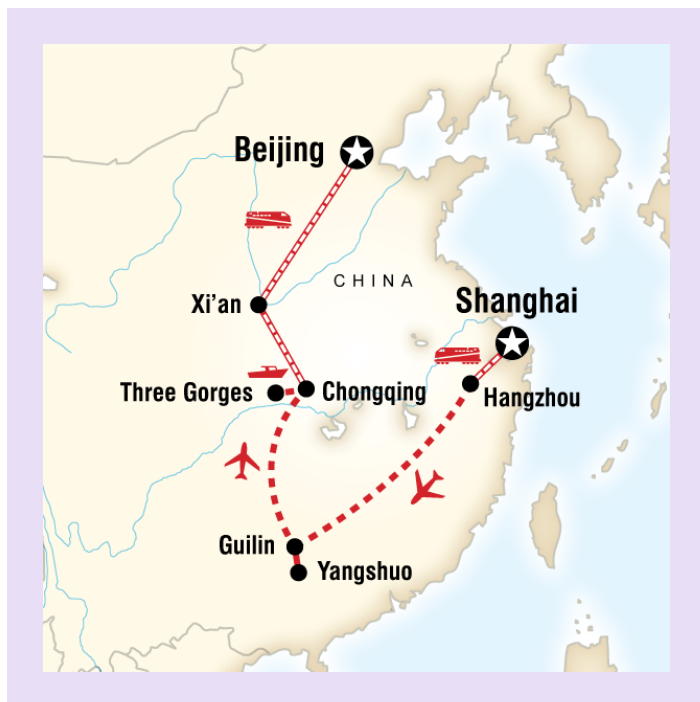 Beijing
CHINA
Xi'an
Shanghai
Three Gorges
Chongqing
Hangzhou
Guilin
Yangshuo